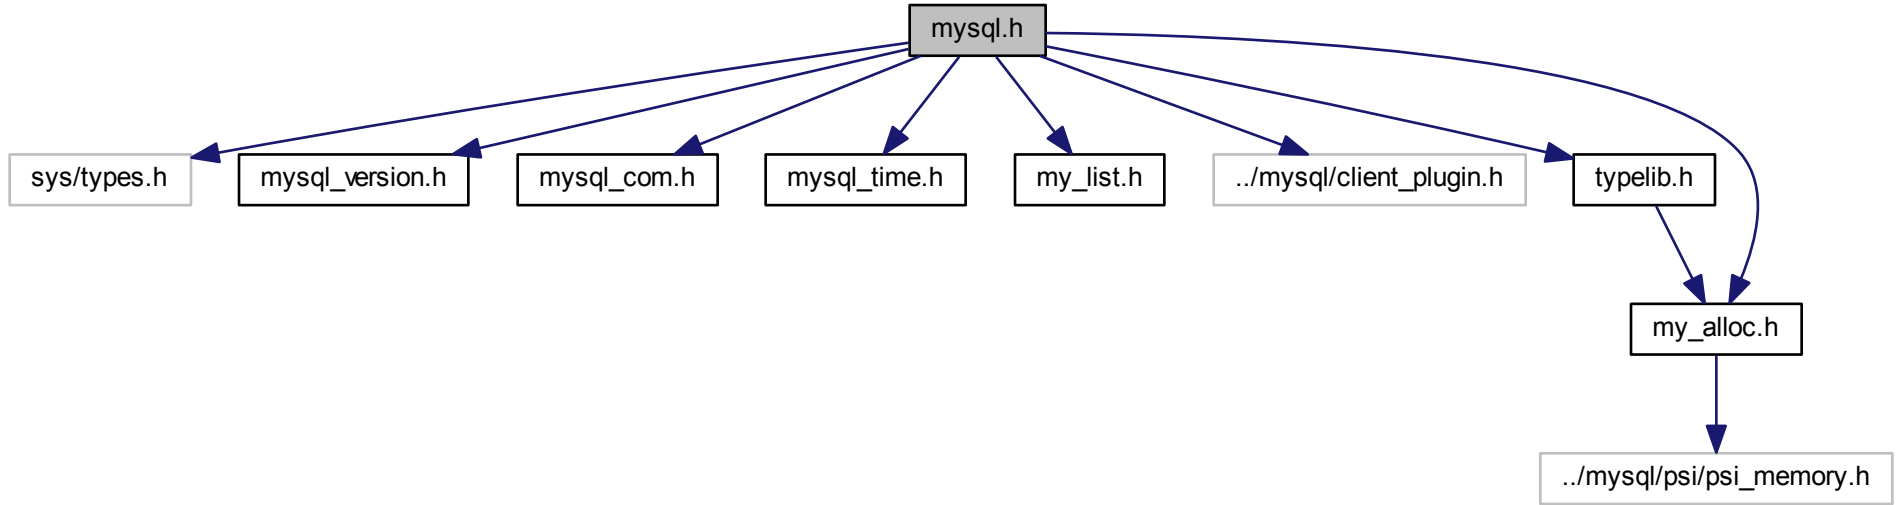 mysql.h
sys/types.h
mysql_version.h
mysql_com.h
mysql_time.h
my_list.h
../mysql/client_plugin.h
typelib.h
my_alloc.h
../mysql/psi/psi_memory.h